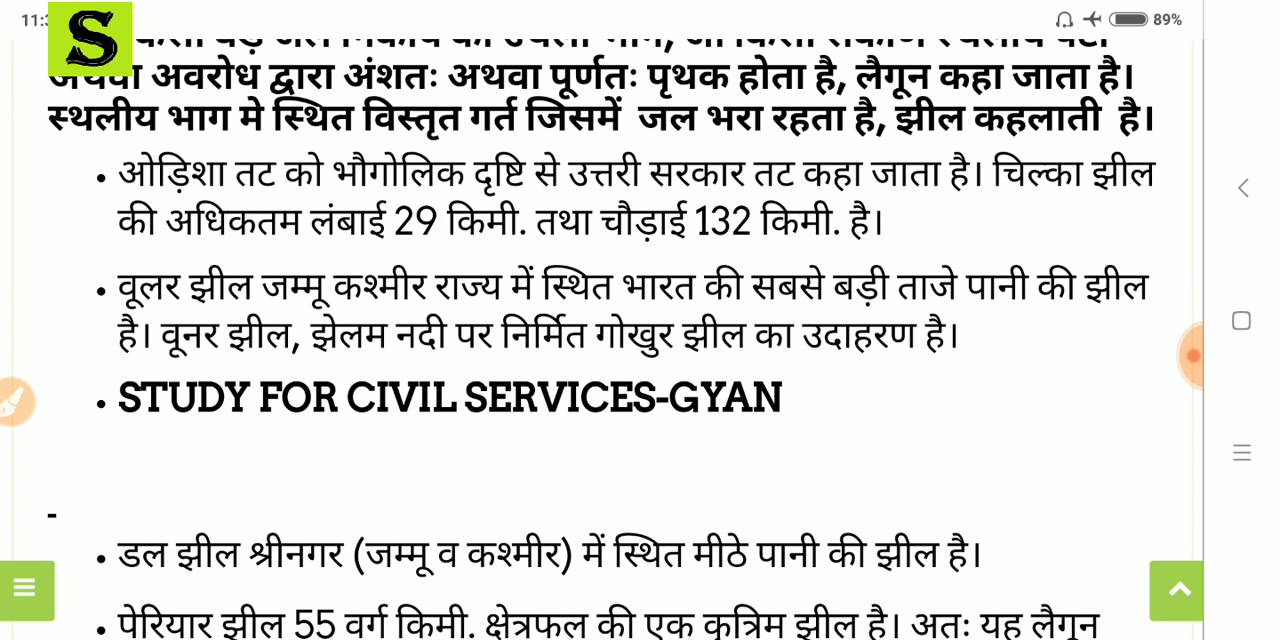 11:3
89%
S
अथवा अवरोध द्वारा अंशतः अथवा पूर्णतः पृथक होता है, लैगून कहा जाता है।
स्थलीय भाग मे स्थित विस्तृत गर्त जिसमें जल भरा रहता है, झील कहलाती है।
• ओड़िशा तट को भौगोलिक दृष्टि से उत्तरी सरकार तट कहा जाता है। चिल्का झील
की अधिकतम लंबाई 29 किमी. तथा चौड़ाई 132 किमी. है।
• वूलर झील जम्मू कश्मीर राज्य में स्थित भारत की सबसे बड़ी ताजे पानी की झील
है। वूनर झील, झेलम नदी पर निर्मित गोखुर झील का उदाहरण है।
• STUDY FOR CIVIL SERVICES-GYAN
-
• डल झील श्रीनगर (जम्मू व कश्मीर) में स्थित मीठे पानी की झील है।
• पेरियार झील 55 वर्ग किमी. क्षेत्रफल की एक कृत्रिम झील है। अतः यह लैगून